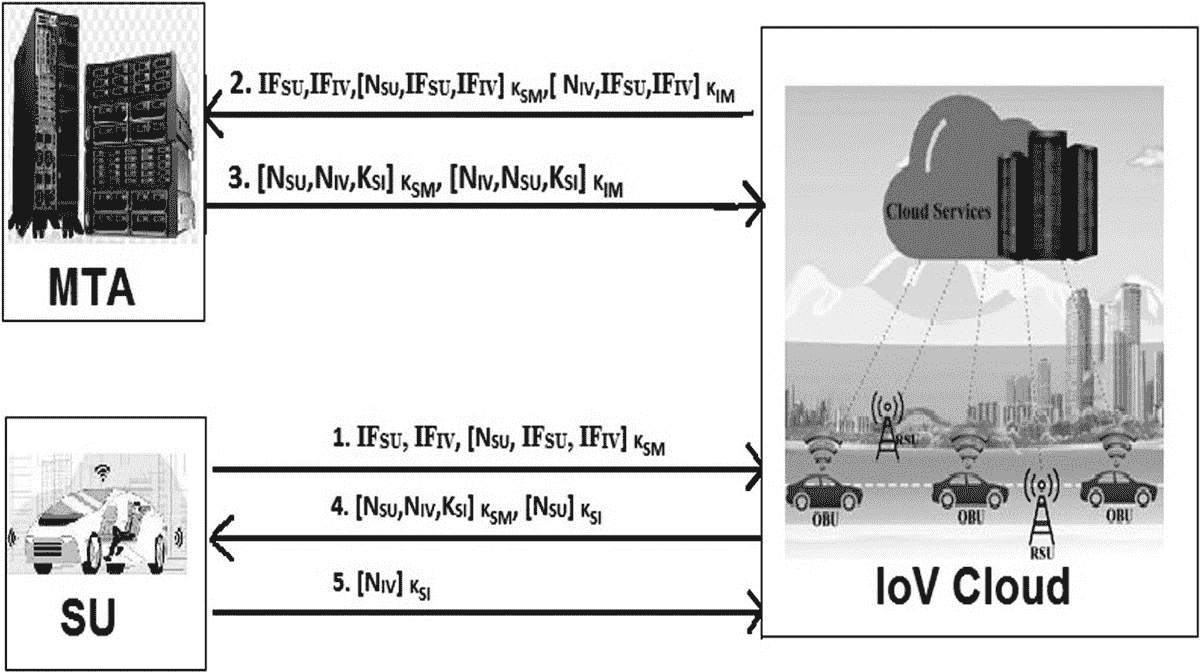 2. IFSU,IFIV,[NSU,IFSU,IFIV] KSM,[ NIV,IFSU,IFIV] KIM
3. [NSU,NIV,KSI] KSM, [NIV,NSU,KSI] KIM
MTA
Cloud Services
1. IFSU, IFIV, [NSU, IFSU, IFIV] KSM
4. [NSU,NIV,KSI] KSM, [NSU] KSI
5. [NIV] KSI
SU
RSU
OBU
OBU
OBU
RSU
IoV Cloud